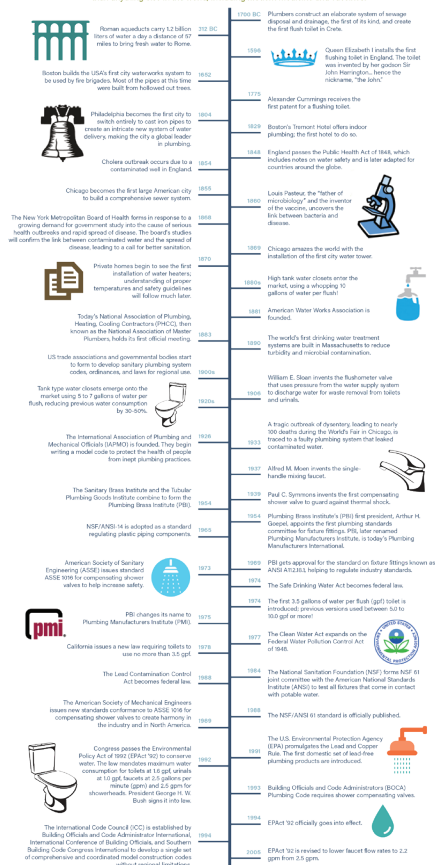 1700 BC
Plumbers construct an elaborate system of sewage
disposal and drainage, the first of its kind, and create
the first flush toilet in Crete.
312 BC
Roman aqueducts carry 1.2 billion
liters of water a day a distance of 57
miles to bring fresh water to Rome.
1596
Queen Elizabeth I installs the first
flushing toilet in England. The toilet
was invented by her godson Sir
John Harrington.. hence the
nickname, "the John."
1652
Boston builds the USA's first city waterworks system to
be used by fire brigades. Most of the pipes at this time
were built from hollowed out trees.
1775
Alexander Cummings receives the
first patent for a flushing toilet.
1804
Philadelphia becomes the first city to
switch entirely to cast iron pipes to
create an intricate new system of water
delivery, making the city a global leader
in plumbing.
1829
Boston's Tremont Hotel offers indoor
plumbing; the first hotel to do so.
1848
England passes the Public Health Act of 1848, which
includes notes on water safety and is later adapted for
countries around the globe.
1854
Cholera outbreak occurs due to a
contaminated well in England.
1855
Chicago becomes the first large American city
to build a comprehensive sewer system.
1860
Louis Pasteur, the "father of
microbiology" and the inventor
of the vaccine, uncovers the
link between bacteria and
disease.
1868
The New York Metropolitan Board of Health forms in response to a
growing demand for government study into the cause of serious
health outbreaks and rapid spread of disease. The board's studies
will confirm the link between contaminated water and the spread of
disease, leading to a call for better sanitation.
1869
Chicago amazes the world with the
installation of the first city water tower.
1870
Private homes begin to see the first
installation of water heaters;
understanding of proper
temperatures and safety guidelines
will follow much later.
1880s
High tank water closets enter the
market, using a whopping 10
gallons of water per flush!
1881
American Water Works Association is
founded.
1883
Today's National Association of Plumbing,
Heating, Cooling Contractors (PHCC), then
known as the National Association of Master
Plumbers, holds its first official meeting.
1890
The world's first drinking water treatment
systems are built in Massachusetts to reduce
turbidity and microbial contamination.
1900s
US trade associations and governmental bodies start
to form to develop sanitary plumbing system
codes, ordinances, and laws for regional use.
1906
William E. Sloan invents the flushometer valve
that uses pressure from the water supply system
to discharge water for waste removal from toilets
and urinals.
1920s
Tank type water closets emerge onto the
market using 5 to 7 gallons of water per
flush, reducing previous water consumption
by 30-50%.
1926
The International Association of Plumbing and
Mechanical Officials (IAPMO) is founded. They begin
writing a model code to protect the health of people
from inept plumbing practices.
1933
A tragic outbreak of dysentery, leading to nearly
100 deaths during the World's Fair in Chicago, is
traced to a faulty plumbing system that leaked
contaminated water.
1937
Alfred M. Moen invents the single-
handle mixing faucet.
1939
Paul C. Symmons invents the first compensating
shower valve to guard against thermal shock.
1954
The Sanitary Brass Institute and the Tubular
Plumbing Goods Institute combine to form the
Plumbing Brass Institute (PBI).
1954
Plumbing Brass Institute's (PBI) first president, Arthur H.
Goepel, appoints the first plumbing standards
committee for fixture fittings. PBI, later renamed
Plumbing Manufacturers Institute, is today's Plumbing
Manufacturers International.
1965
NSF/ANSI-14 is adopted as a standard
regulating plastic piping components.
1969
PBI gets approval for the standard on fixture fittings known as
ANSI A112.18.1, helping to regulate industry standards.
1973
American Society of Sanitary
Engineering (ASSE) issues standard
ASSE 1016 for compensating shower
valves to help increase safety.
1974
The Safe Drinking Water Act becomes federal law.
1974
The first 3.5 gallons of water per flush (gpf) toilet is
introduced; previous versions used between 5.0 to
10.0 gpf or more!
pmi.
1975
PBI changes its name to
Plumbing Manufacturers Institute (PMI).
1977
The Clean Water Act expands on the
Federal Water Pollution Control Act
of 1948.
1978
California issues a new law requiring toilets to
use no more than 3.5 gpf.
1984
The National Sanitation Foundation (NSF) forms NSF 61
joint committee with the American National Standards
Institute (ANSI) to test all fixtures that come in contact
with potable water.
1988
The Lead Contamination Control
Act becomes federal law.
1988
The NSF/ANSI 61 standard is officially published.
1989
The American Society of Mechanical Engineers
issues new standards conformance to ASSE 1016 for
compensating shower valves to create harmony in
the industry and in North America.
1991
The U.S. Environmental Protection Agency
(EPA) promulgates the Lead and Copper
Rule. The first domestic set of lead-free
plumbing products are introduced.
1992
Congress passes the Environmental
Policy Act of 1992 (EPAct '92) to conserve
water. The law mandates maximum water
consumption for toilets at 1.6 gpf, urinals
at 1.0 gpf, faucets at 2.5 gallons per
minute (gpm) and 2.5 gpm for
showerheads. President George H. W.
Bush signs it into law.
1993
Building Officials and Code Administrators (BOCA)
Plumbing Code requires shower compensating valves.
1994
EPAct '92 officially goes into effect.
1994
The International Code Council (ICC) is established by
Building Officials and Code Administrator International,
International Conference of Building Officials, and Southern
Building Code Congress International to develop a single set
of comprehensive and coordinated model construction codes
without regional limitations.
2005
EPAct '92 is revised to lower faucet flow rates to 2.2
gpm from 2.5 gpm.